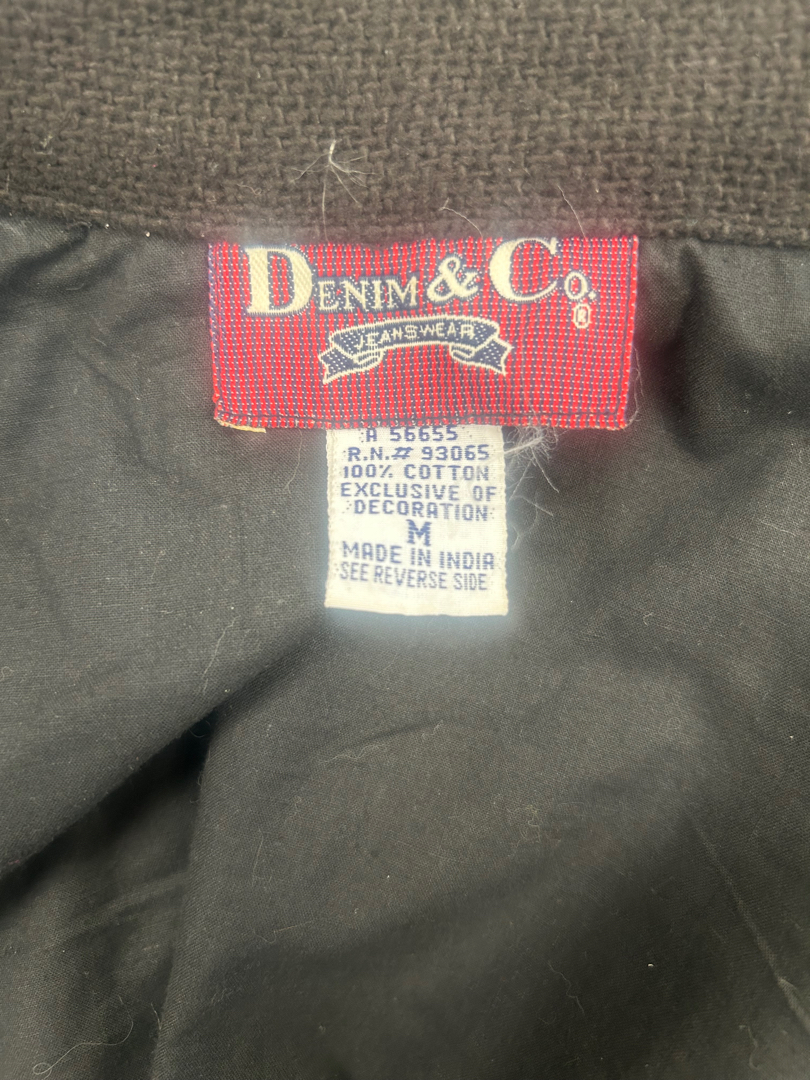 DENIM & CO.®
JEANSWEAR
A 56655
R.N.# 93065
100% COTTON
EXCLUSIVE OF
DECORATION
M
MADE IN INDIA
SEE REVERSE SIDE